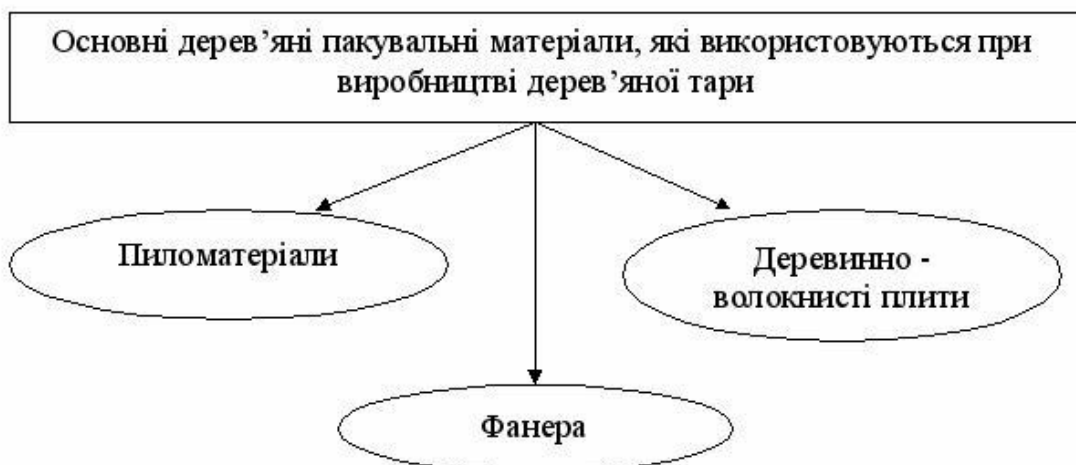 Основні дерев’яні пакувальні матеріали, які використовуються при
виробництві дерев’яної тари
Пиломатеріали
Деревинно -
волокнисті плити
Фанера